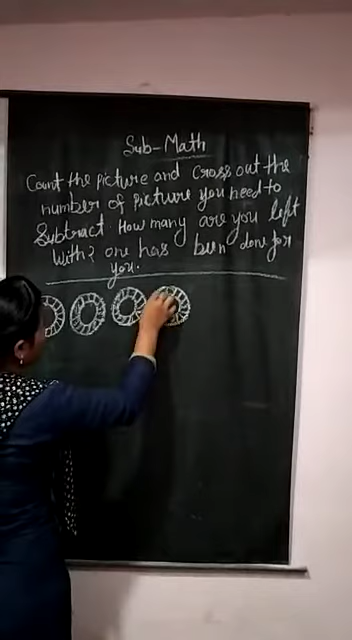 Sub-Math
Count the picture and cross out the
number of picture you need to
Subtract. How many are you left
with? one has bun done for
you.